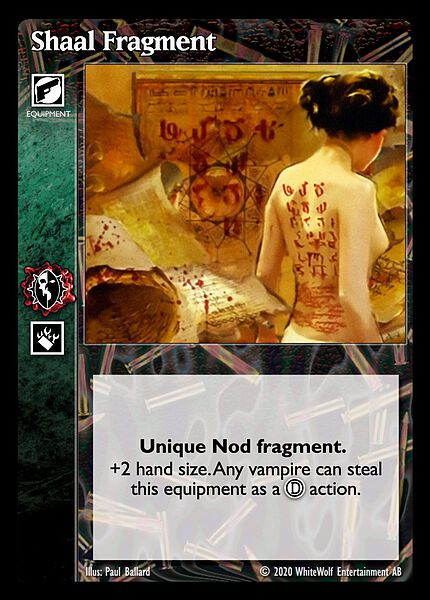 Shaal Fragment
EQUIPMENT
Unique Nod fragment.
+2 hand size. Any vampire can steal
this equipment as a Ⓓ action.
Illus: Paul Ballard
© 2020 WhiteWolf Entertainment AB